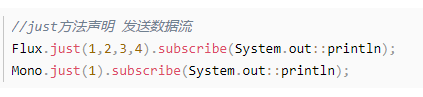 //just方法声明 发送数据流
Flux.just(1,2,3,4).subscribe(System.out::println);
Mono.just(1).subscribe(System.out::println);